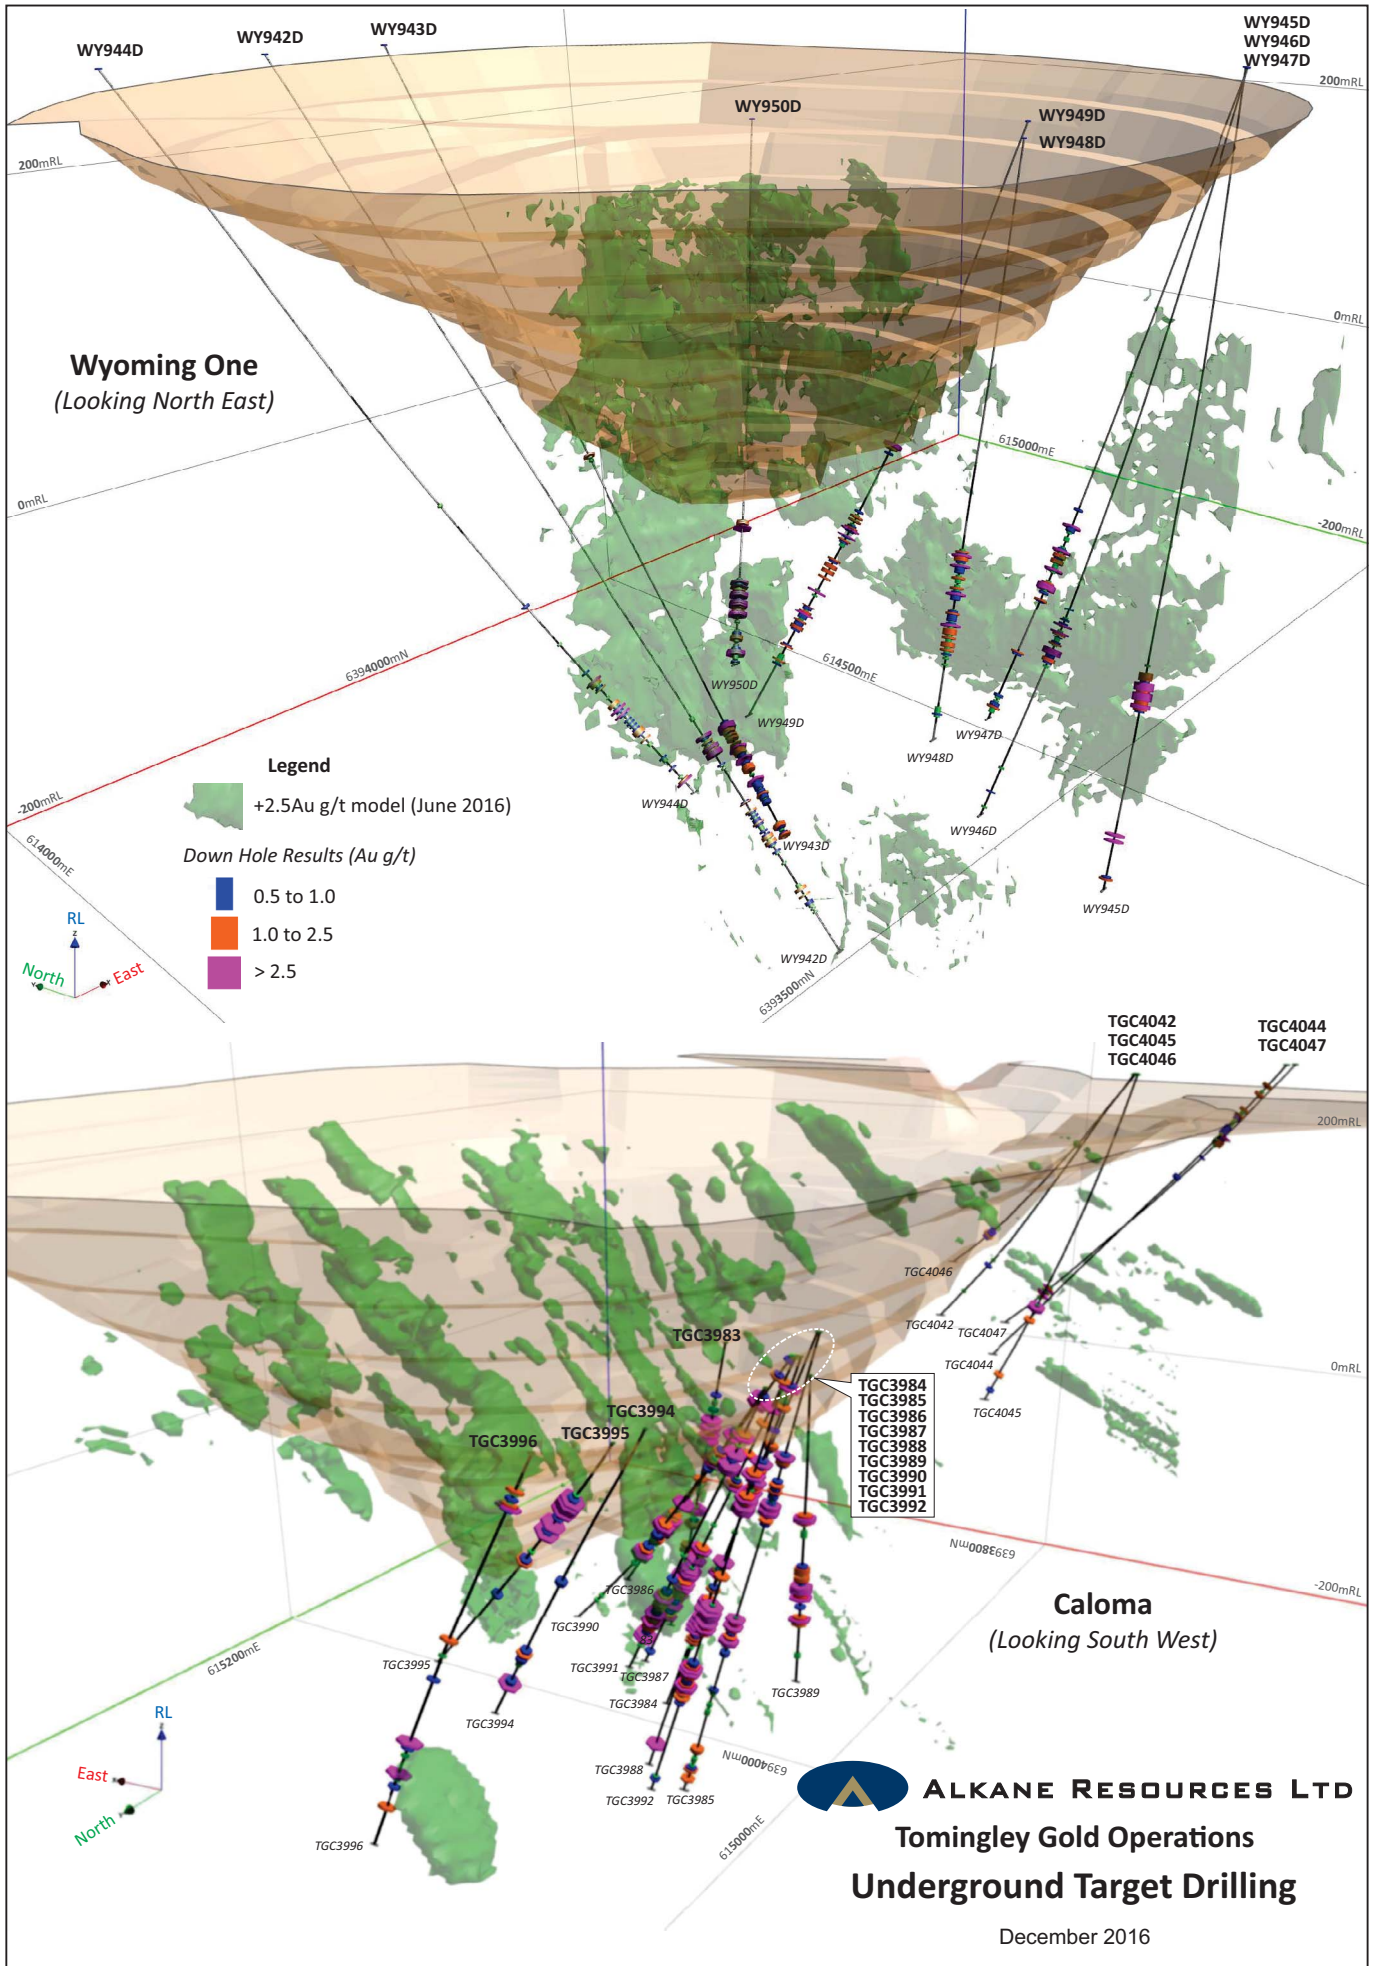 WY944D
WY942D
WY943D
WY945D
WY946D
WY947D
200mRL
WY950D
WY949D
WY948D
200mRL
0mRL
Wyoming One
(Looking North East)
615000mE
0mRL
-200mRL
6394000mN
614500mE
WY950D
WY949D
WY948D
WY947D
WY944D
WY946D
WY943D
WY945D
WY942D
6393500mN
-200mRL
614000mE
Legend
+2.5Au g/t model (June 2016)
Down Hole Results (Au g/t)
0.5 to 1.0
1.0 to 2.5
> 2.5
RL
Z
North
East
TGC4042
TGC4045
TGC4046
TGC4044
TGC4047
200mRL
TGC4046
TGC4042
TGC4047
TGC4044
TGC4045
0mRL
TGC3983
TGC3984
TGC3985
TGC3986
TGC3987
TGC3988
TGC3989
TGC3990
TGC3991
TGC3992
TGC3994
TGC3995
TGC3996
6393800mN
-200mRL
Caloma
(Looking South West)
TGC3986
TGC3990
TGC3991
TGC3987
TGC3995
TGC3984
TGC3989
TGC3994
TGC3988
TGC3992
TGC3985
TGC3996
615200mE
6394000mN
615000mE
RL
Z
East
North
ALKANE RESOURCES LTD
Tomingley Gold Operations
Underground Target Drilling
December 2016